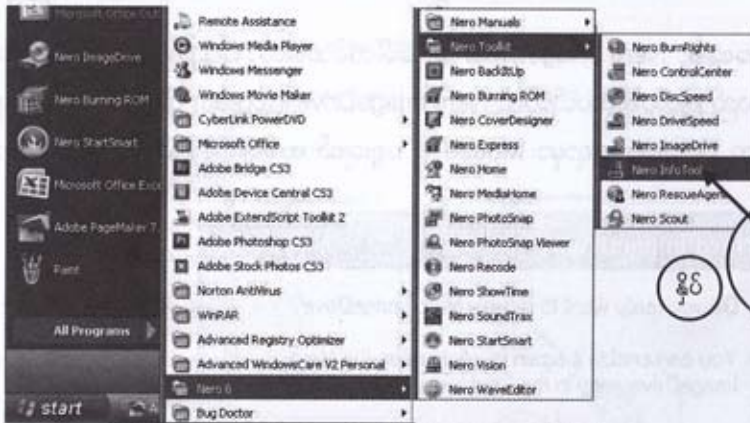 Microsoft Office Out
Nero ImageDrive
Nero Burning ROM
Nero StartSmart
Microsoft Office Exce
Adobe PageMaker 7.
Paint
All Programs
start
Remote Assistance
Windows Media Player
Windows Messenger
Windows Movie Maker
CyberLink PowerDVD
Microsoft Office
Adobe Bridge CS3
Adobe Device Central CS3
Adobe ExtendScript Toolkit 2
Adobe Photoshop CS3
Adobe Stock Photos CS3
Norton AntiVirus
WinRAR
Advanced Registry Optimizer
Advanced WindowsCare V2 Personal
Nero 8
Bug Doctor
Nero Manuals
Nero Toolkit
Nero BackItUp
Nero Burning ROM
Nero CoverDesigner
Nero Express
Nero Home
Nero MediaHome
Nero PhotoSnap
Nero PhotoSnap Viewer
Nero Recode
Nero ShowTime
Nero SoundTrax
Nero StartSmart
Nero Vision
Nero WaveEditor
Nero BurnRights
Nero ControlCenter
Nero DiscSpeed
Nero DriveSpeed
Nero ImageDrive
Nero InfoTool
Nero RescueAgent
Nero Scout